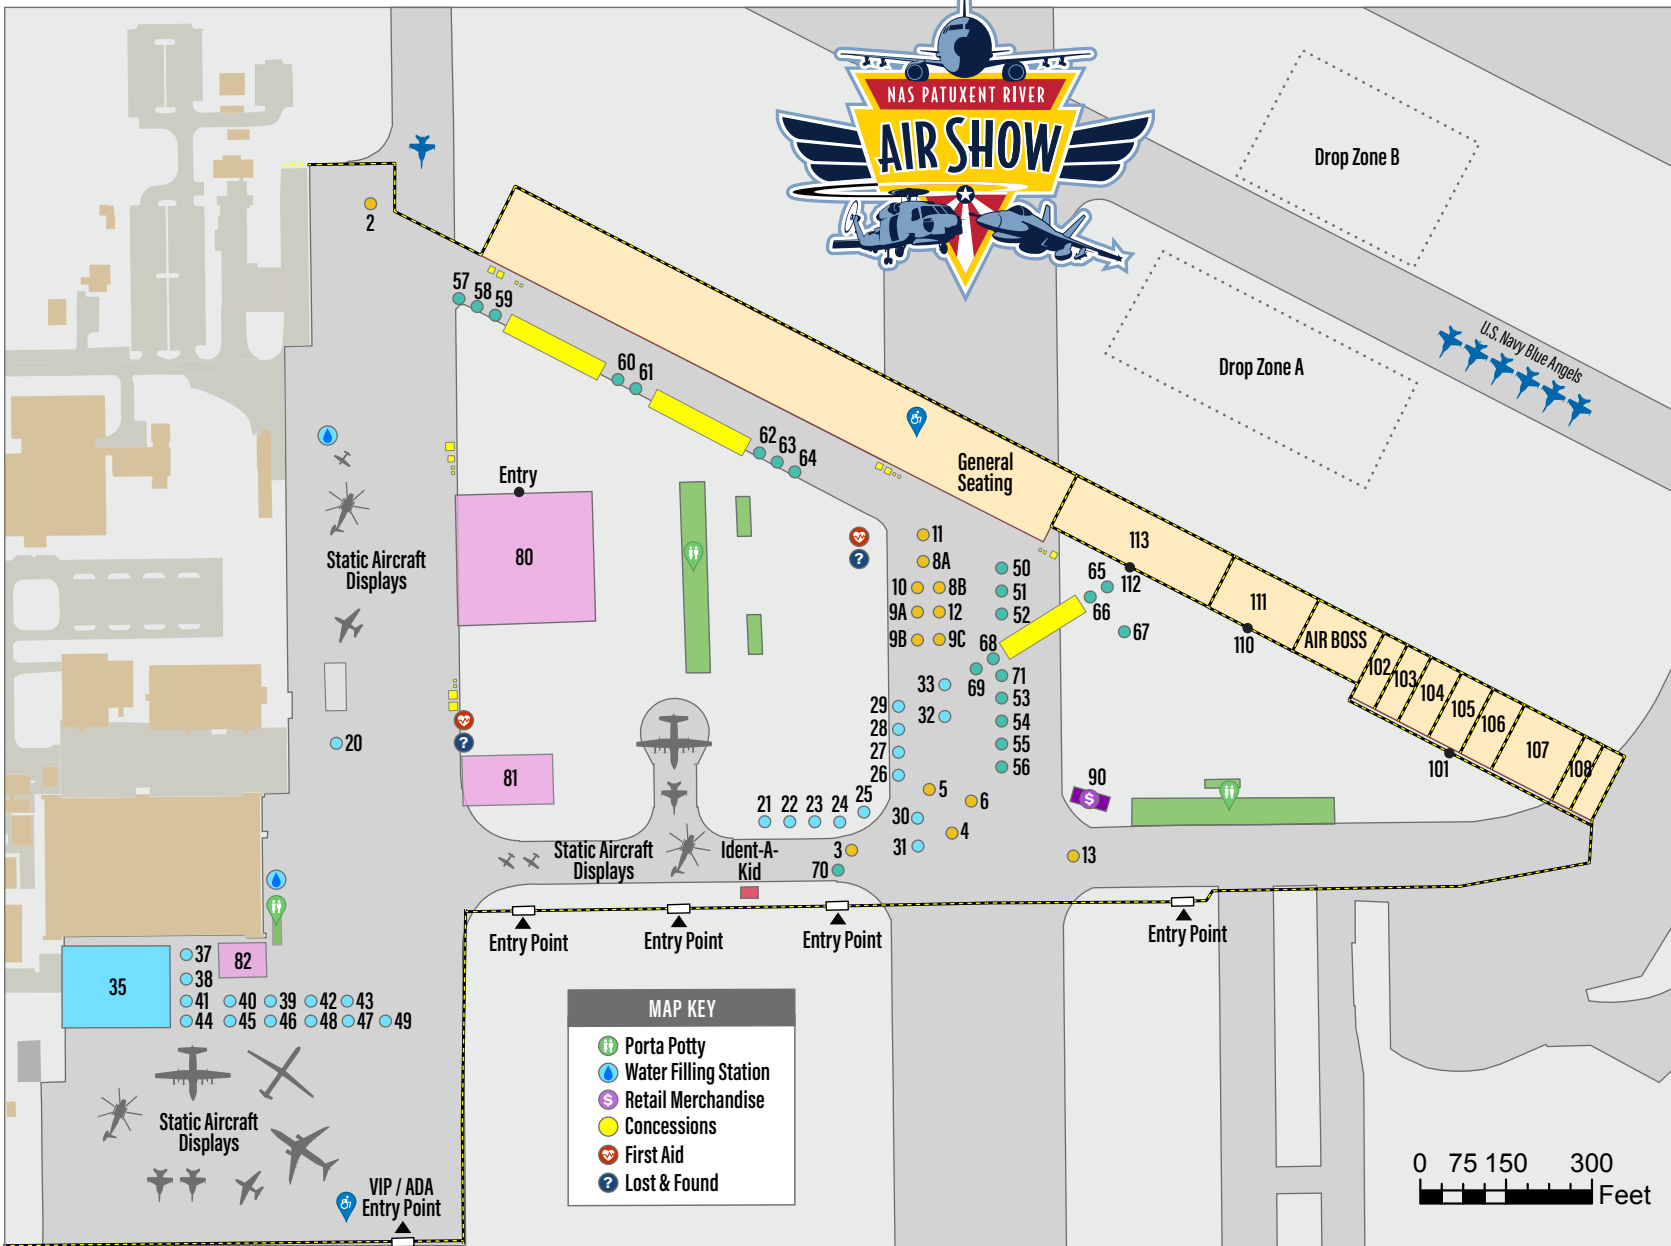 NAS PATUXENT RIVER
AIR SHOW
Drop Zone B
2
57
58
59
U.S. Navy Blue Angels
Drop Zone A
60
61
62
63
64
General
Seating
Entry
80
Static Aircraft
Displays
11
8A
10
8B
9A
12
9B
9C
50
51
52
65
66
67
68
69
71
53
54
55
56
113
112
111
110
AIR BOSS
102
103
104
105
106
107
108
101
33
32
29
28
27
26
25
20
81
21
22
23
24
5
6
30
4
31
3
70
90
$
13
Static Aircraft
Displays
Ident-A-
Kid
Entry Point
Entry Point
Entry Point
Entry Point
?
?
35
37
82
38
41
40
39
42
43
44
45
46
48
47
49
Static Aircraft
Displays
VIP / ADA
Entry Point
MAP KEY
Porta Potty
Water Filling Station
$ Retail Merchandise
Concessions
First Aid
? Lost & Found
0 75 150 300
Feet